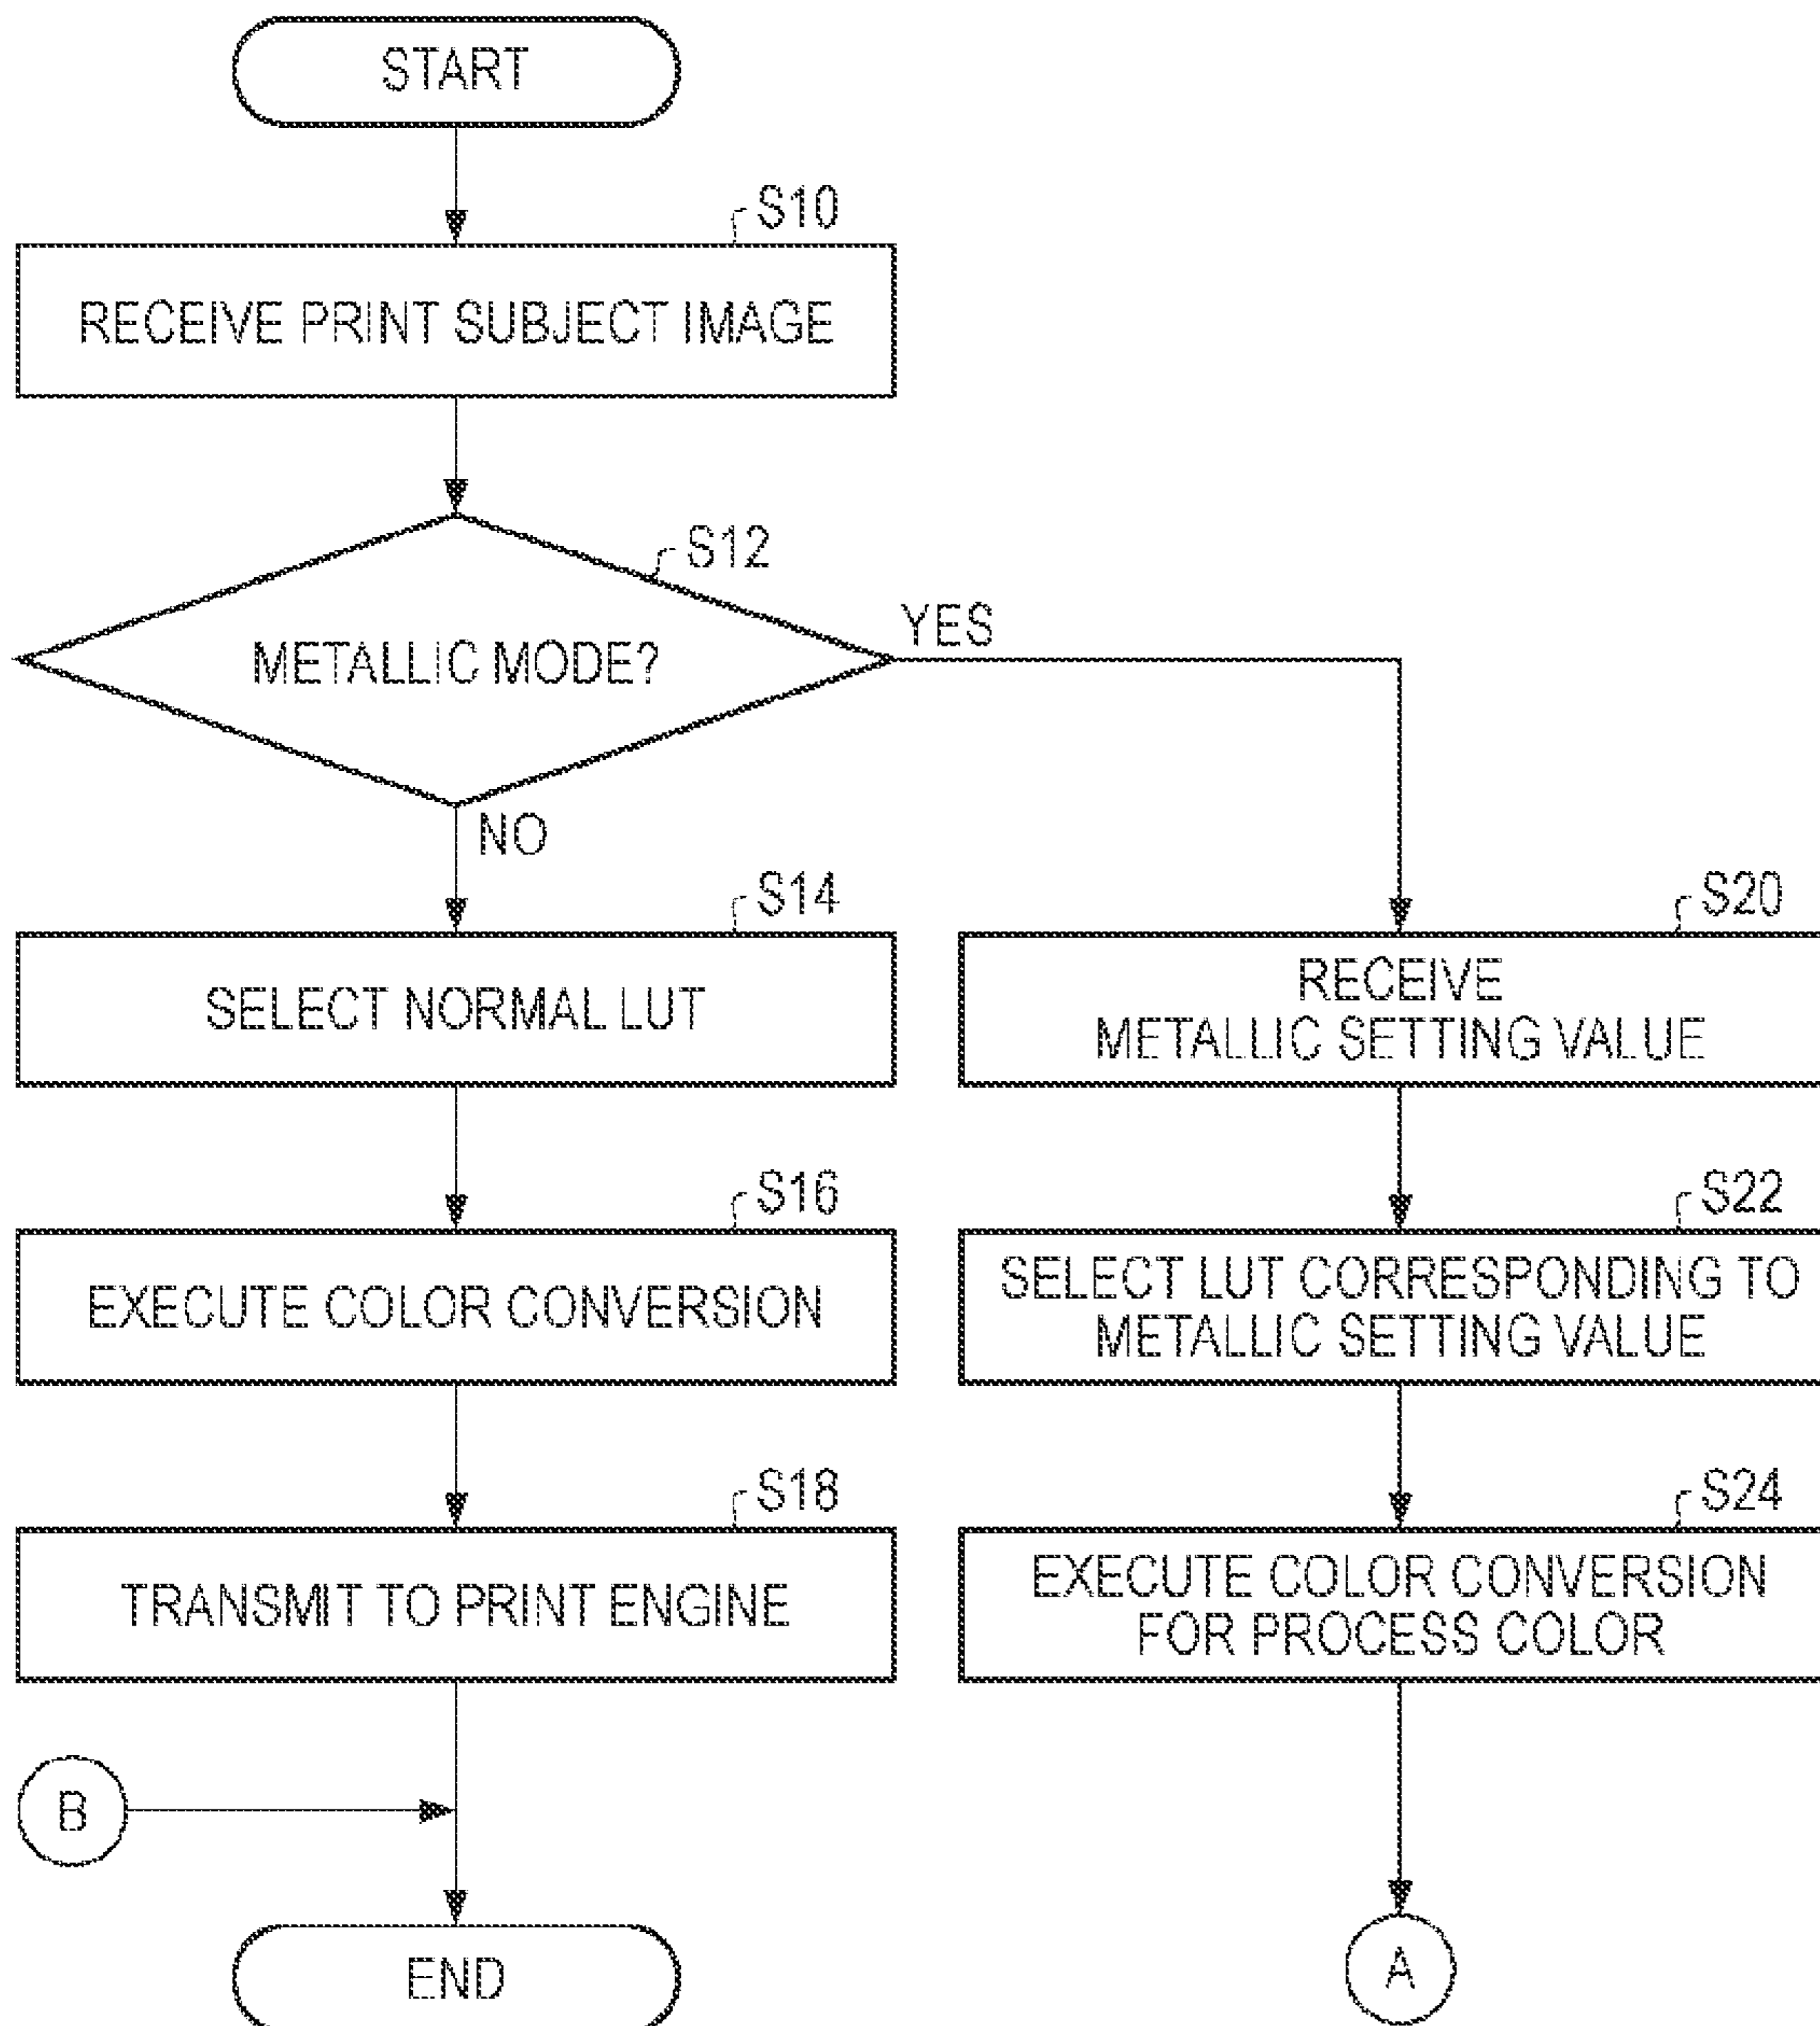 START
S10
RECEIVE PRINT SUBJECT IMAGE
S12
METALLIC MODE?
YES
NO
S14
SELECT NORMAL LUT
S16
EXECUTE COLOR CONVERSION
S18
TRANSMIT TO PRINT ENGINE
B
END
S20
RECEIVE
METALLIC SETTING VALUE
S22
SELECT LUT CORRESPONDING TO
METALLIC SETTING VALUE
S24
EXECUTE COLOR CONVERSION
FOR PROCESS COLOR
A